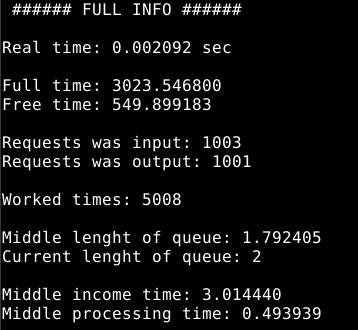 ###### FULL INFO ######
Real time: 0.002092 sec
Full time: 3023.546800
Free time: 549.899183
Requests was input: 1003
Requests was output: 1001
Worked times: 5008
Middle lenght of queue: 1.792405
Current lenght of queue: 2
Middle income time: 3.014440
Middle processing time: 0.493939